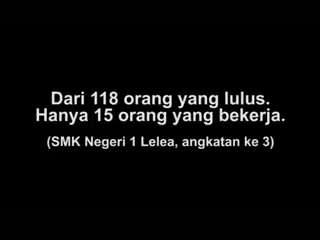 Dari 118 orang yang lulus.
Hanya 15 orang yang bekerja.
(SMK Negeri 1 Lelea, angkatan ke 3)